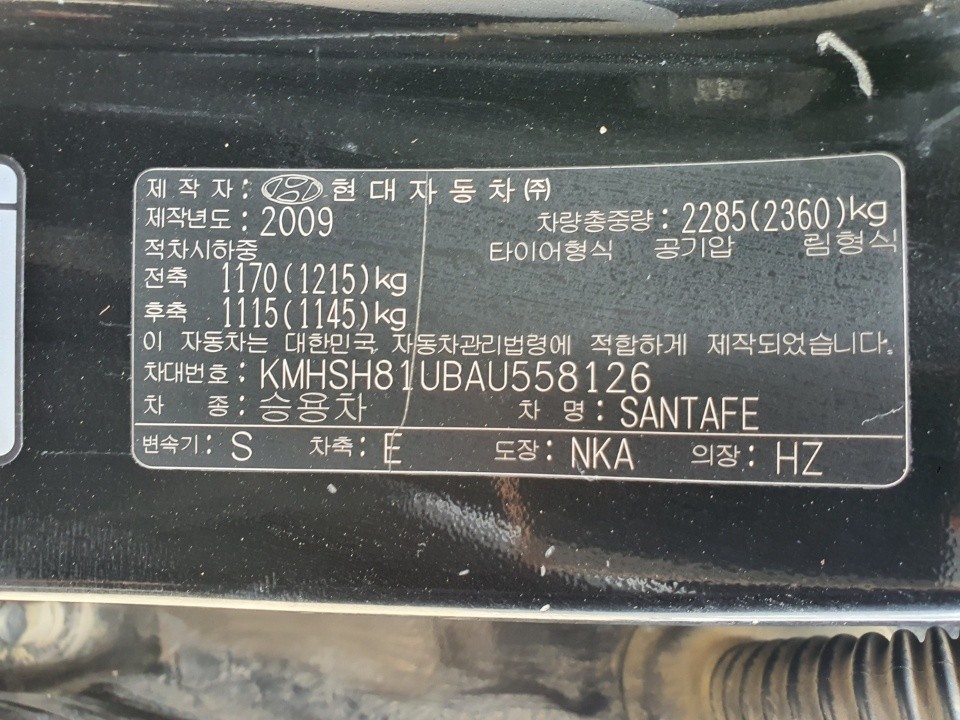 제 작 자 : 현대자동차㈜
제작년도 : 2009 차량총중량 : 2285(2360)kg
적차시하중 타이어형식 공기압 림형식
전축 1170(1215)kg
후축 1115(1145)kg
이 자동차는 대한민국 자동차관리법령에 적합하게 제작되었습니다.
차대번호 : KMHSH81UBAU558126
차 종 : 승용차 차 명 : SANTAFE
변속기 : S 차축 : E 도장 : NKA 의장 : HZ